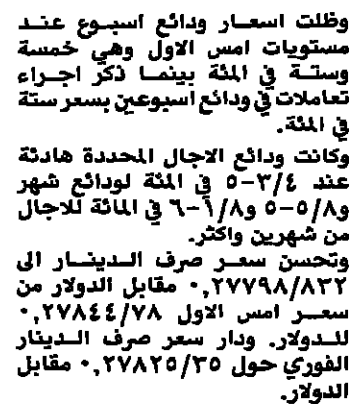 وظلت اسعار ودائع اسبوع عند
مستويات امس الاول وهي خمسة
وستة في المئة بينما ذكر اجراء
تعاملات في ودائع اسبوعين بسعر ستة
في المئة.
وكانت ودائع الاجال المحددة هادئة
عند ٣/٤-٥ في المئة لودائع شهر
و٥/٨-٥ و١/٨-٦ في المائة للاجال
من شهرين واكثر.
وتحسن سعر صرف الدينار الى
٠,٢٧٧٩٨/٨٣٢ مقابل الدولار من
سعر امس الاول ٠,٢٧٨٤٤/٧٨
للدولار. ودار سعر صرف الدينار
الفوري حول ٠,٢٧٨٢٥/٣٥ مقابل
الدولار.